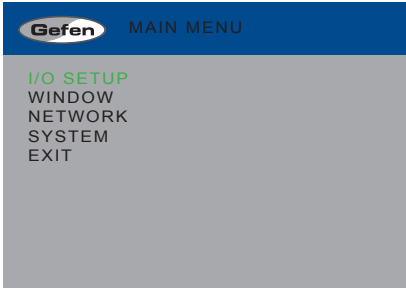 Gefen MAIN MENU
I/O SETUP
WINDOW
NETWORK
SYSTEM
EXIT